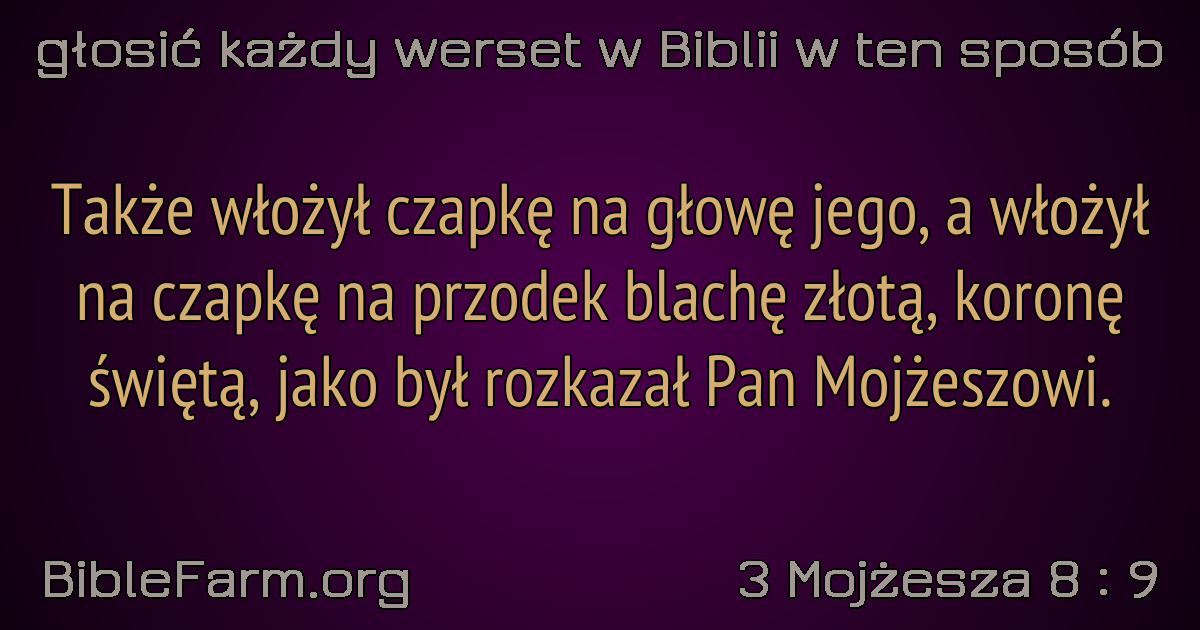 głosić każdy werset w Biblii w ten sposób
Także włożył czapkę na głowę jego, a włożył
na czapkę na przodek blachę złotą, koronę
świętą, jako był rozkazał Pan Mojżeszowi.
BibleFarm.org
3 Mojżesza 8 : 9